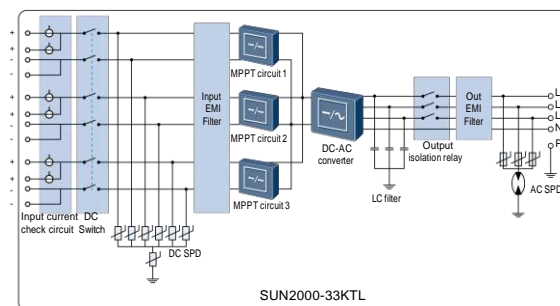 +
+
-
-
+
+
-
-
+
+
-
-
Input current
check circuit
DC
Switch
DC SPD
Input
EMI
Filter
MPPT circuit 1
MPPT circuit 2
MPPT circuit 3
DC-AC
converter
LC filter
Output
isolation relay
Out
EMI
Filter
L
L
L
N
AC SPD
SUN2000-33KTL